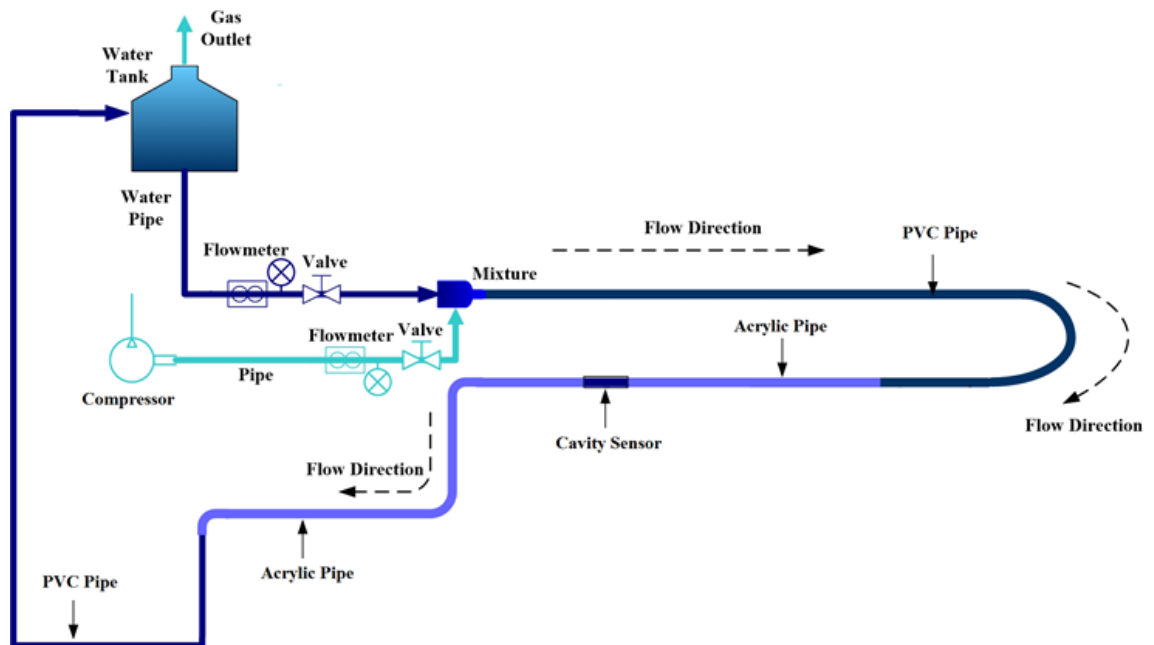 Gas
Outlet
Water
Tank
Water
Pipe
Flow Direction
PVC Pipe
Flowmeter
Valve
Mixture
Flowmeter
Valve
Acrylic Pipe
Pipe
Compressor
Flow Direction
Cavity Sensor
Flow Direction
Acrylic Pipe
PVC Pipe